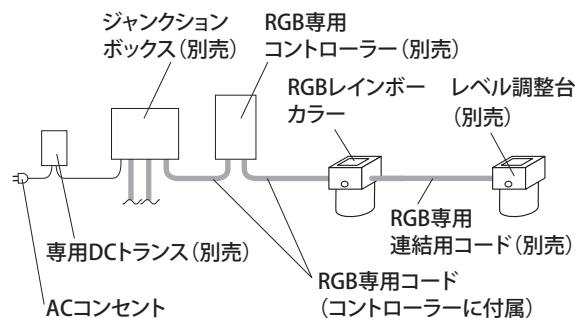 ジャンクション
ボックス（別売）
RGB専用
コントローラー（別売）
RGBレインボー
カラー
レベル調整台
（別売）
RGB専用
連結用コード（別売）
専用DCトランス（別売）
RGB専用コード
（コントローラーに付属）
ACコンセント